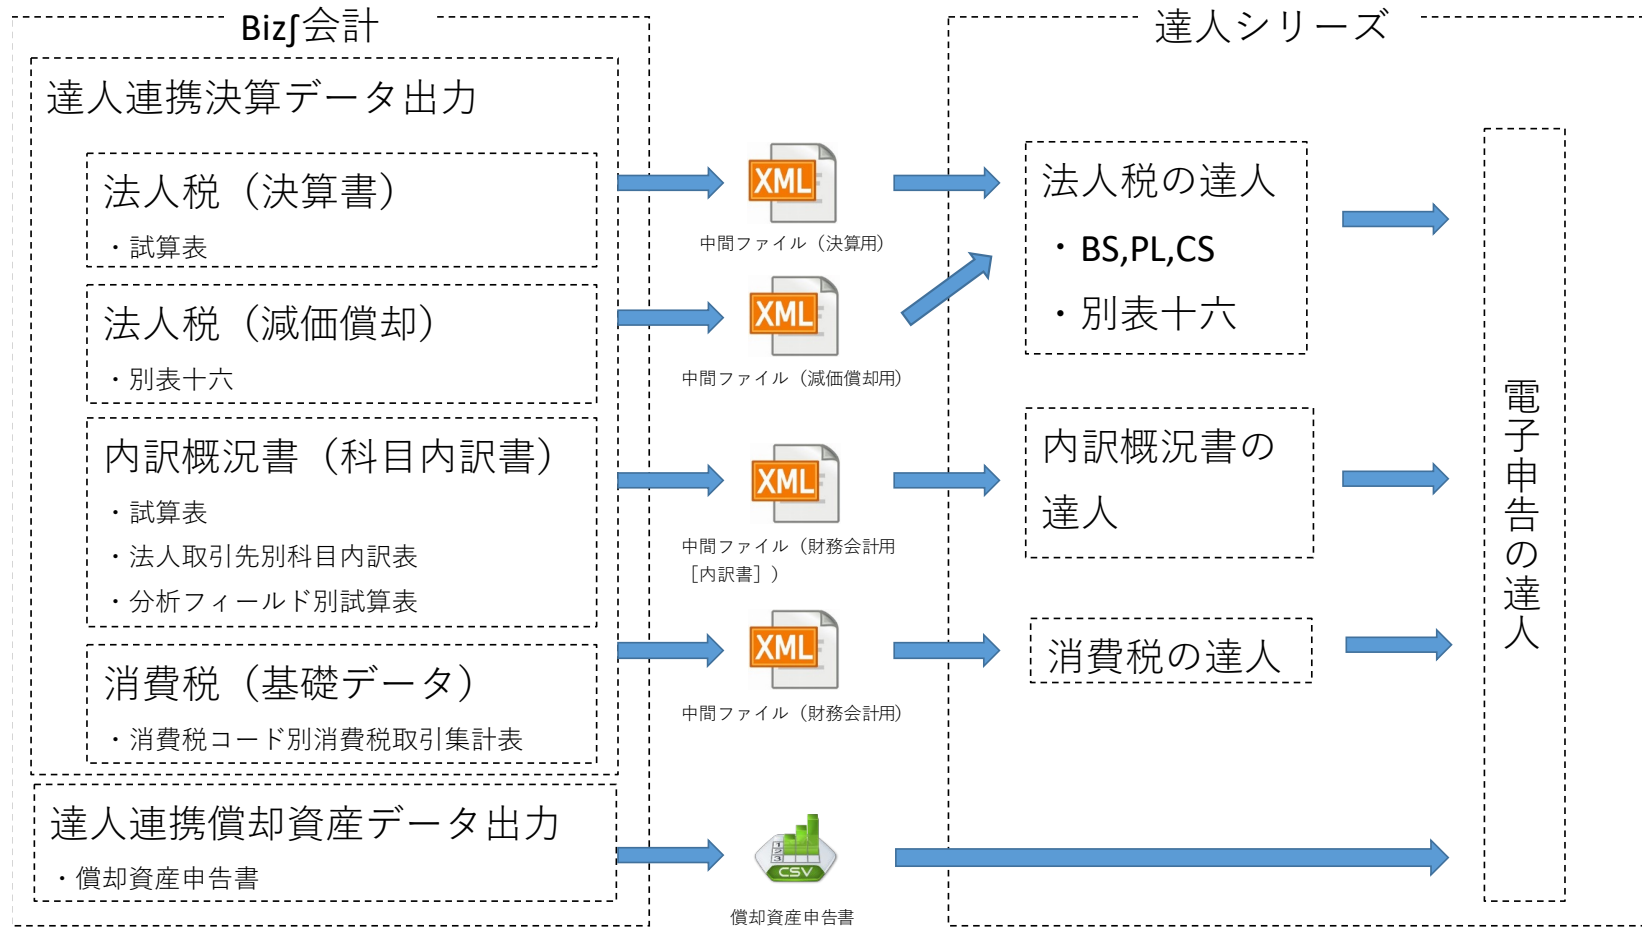 Biz∫会計
達人連携決算データ出力
法人税（決算書）
・試算表
法人税（減価償却）
・別表十六
内訳概況書（科目内訳書）
・試算表
・法人取引先別科目内訳表
・分析フィールド別試算表
消費税（基礎データ）
・消費税コード別消費税取引集計表
達人連携償却資産データ出力
・償却資産申告書
XML
中間ファイル（決算用）
XML
中間ファイル（減価償却用）
XML
中間ファイル（財務会計用
［内訳書］）
XML
中間ファイル（財務会計用）
1
2
3
CSV
償却資産申告書
達人シリーズ
法人税の達人
・BS,PL,CS
・別表十六
内訳概況書の
達人
消費税の達人
電子申告の達人